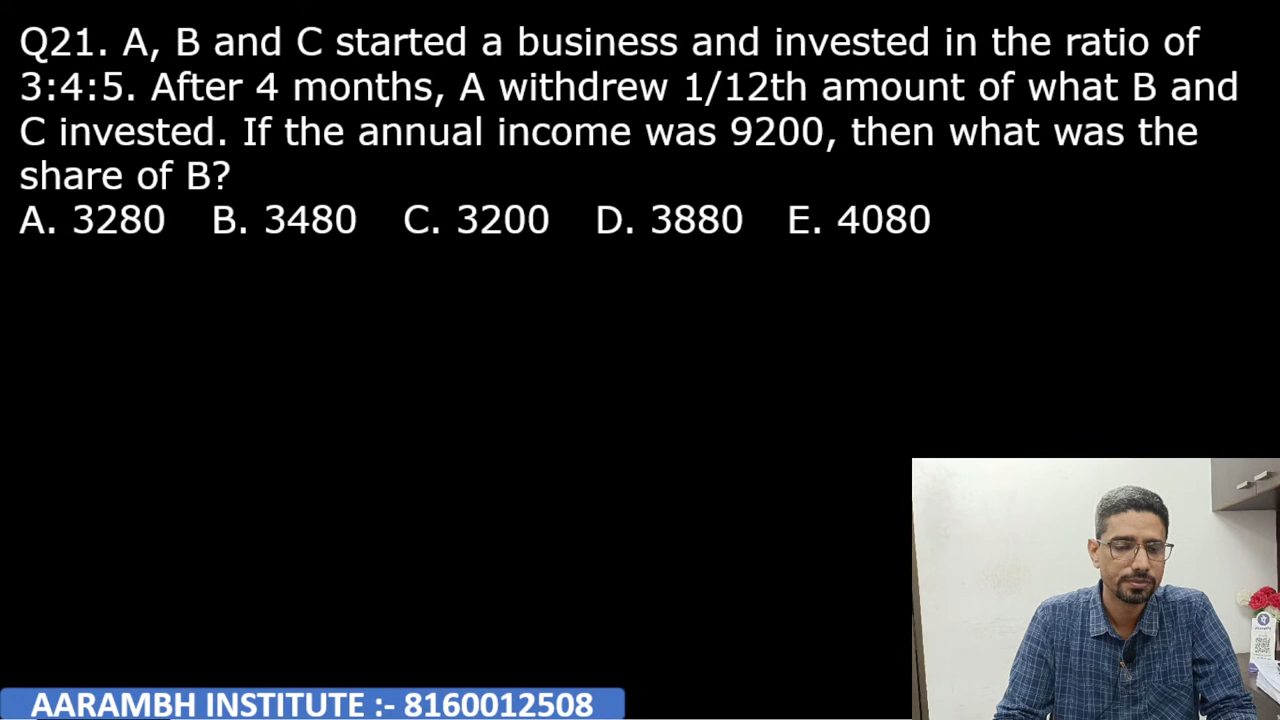 Q21. A, B and C started a business and invested in the ratio of
3:4:5. After 4 months, A withdrew 1/12th amount of what B and
C invested. If the annual income was 9200, then what was the
share of B?
A. 3280 B. 3480 C. 3200 D. 3880 E. 4080
AARAMBH INSTITUTE :- 8160012508